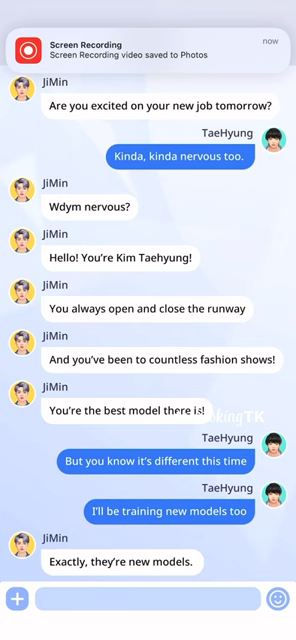 Screen Recording
now
Screen Recording video saved to Photos
JiMin
Are you excited on your new job tomorrow?
TaeHyung
Kinda, kinda nervous too.
JiMin
Wdym nervous?
JiMin
Hello! You're Kim Taehyung!
JiMin
You always open and close the runway
JiMin
And you've been to countless fashion shows!
JiMin
You're the best model there is!
TK
TaeHyung
But you know it's different this time
TaeHyung
I'll be training new models too
JiMin
Exactly, they're new models.